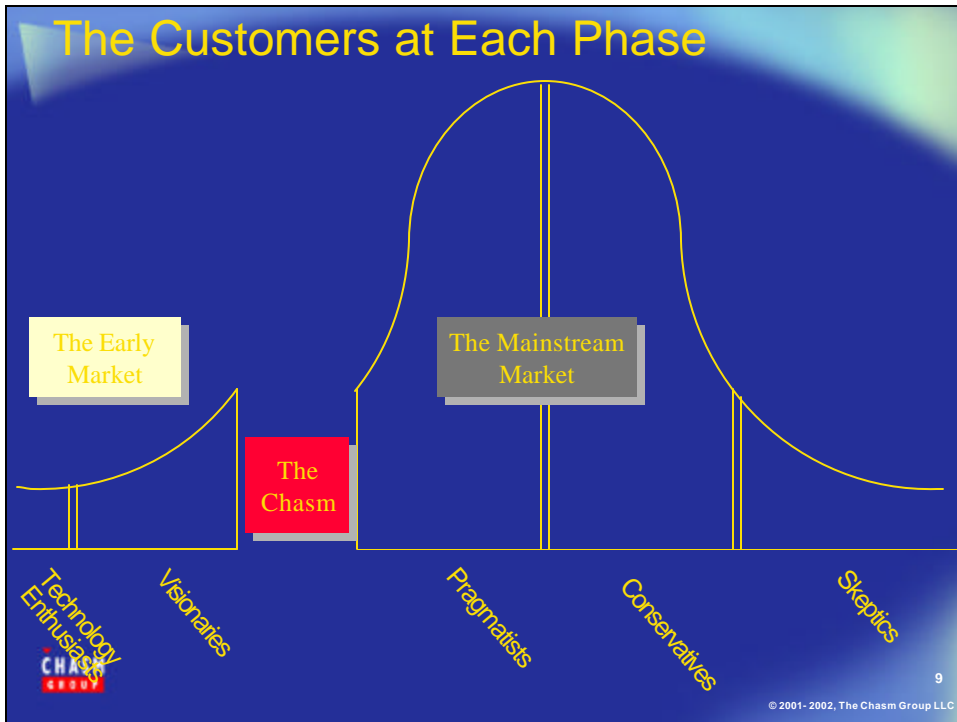 The Customers at Each Phase
The Early
Market
The Mainstream
Market
The
Chasm
Technology
Enthusiasts
Visionaries
Pragmatists
Conservatives
Skeptics
CHASM
GROUP
9
© 2001- 2002, The Chasm Group LLC